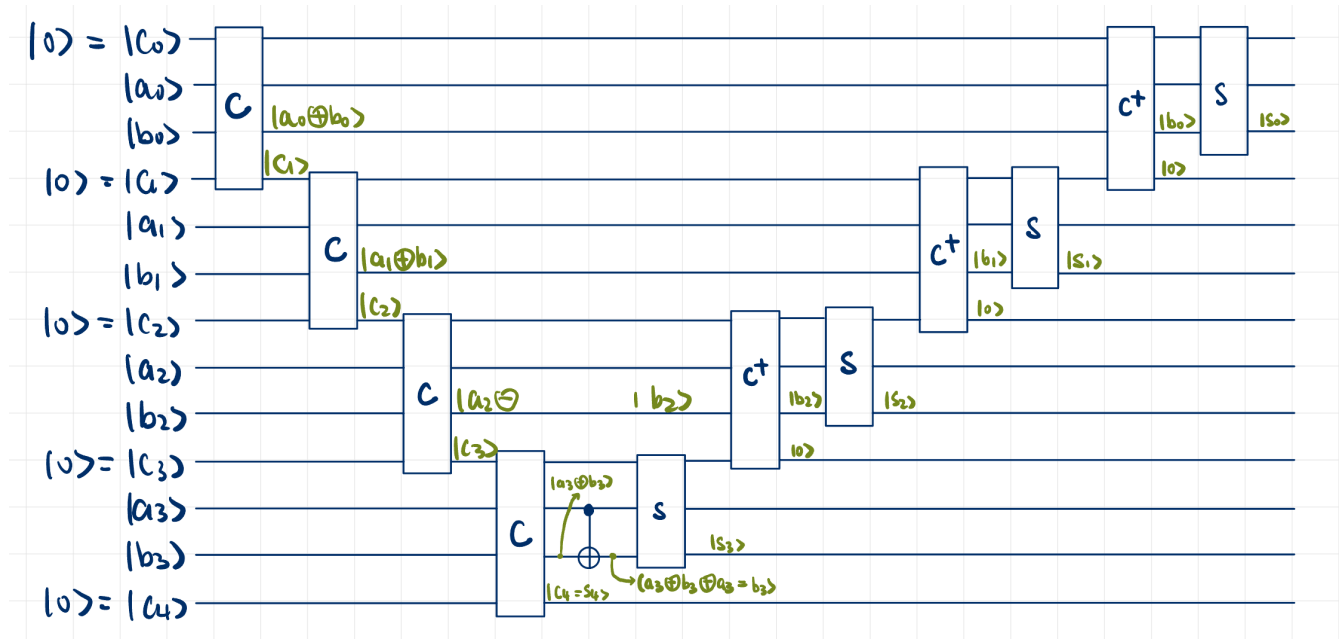 |0⟩ = |C₀⟩
|a₀⟩
|b₀⟩
C
|a₀⊕b₀⟩
|C₁⟩
C†
|b₀⟩
|0⟩
S
|S₀⟩
|0⟩ = |C₁⟩
|a₁⟩
|b₁⟩
C
|a₁⊕b₁⟩
|C₂⟩
C†
|b₁⟩
|0⟩
S
|S₁⟩
|0⟩ = |C₂⟩
|a₂⟩
|b₂⟩
C
|a₂⊖
| b₂⟩
|C₃⟩
C†
|b₂⟩
|0⟩
S
|S₂⟩
|0⟩ = |C₃⟩
|a₃⟩
|b₃⟩
C
|a₃⊕b₃⟩
S
|S₃⟩
|C₄=S₄⟩
|a₃⊕b₃⊕a₃=b₃⟩
|0⟩ = |C₄⟩